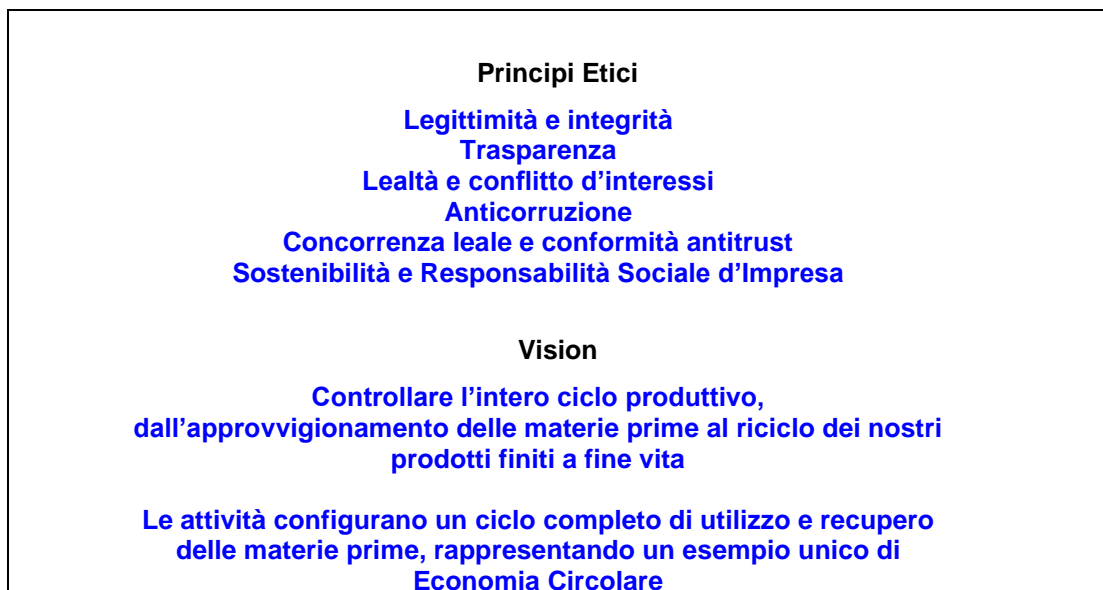 Principi Etici
Legittimità e integrità
Trasparenza
Lealtà e conflitto d’interessi
Anticorruzione
Concorrenza leale e conformità antitrust
Sostenibilità e Responsabilità Sociale d’Impresa
Vision
Controllare l’intero ciclo produttivo,
dall’approvvigionamento delle materie prime al riciclo dei nostri
prodotti finiti a fine vita
Le attività configurano un ciclo completo di utilizzo e recupero
delle materie prime, rappresentando un esempio unico di
Economia Circolare